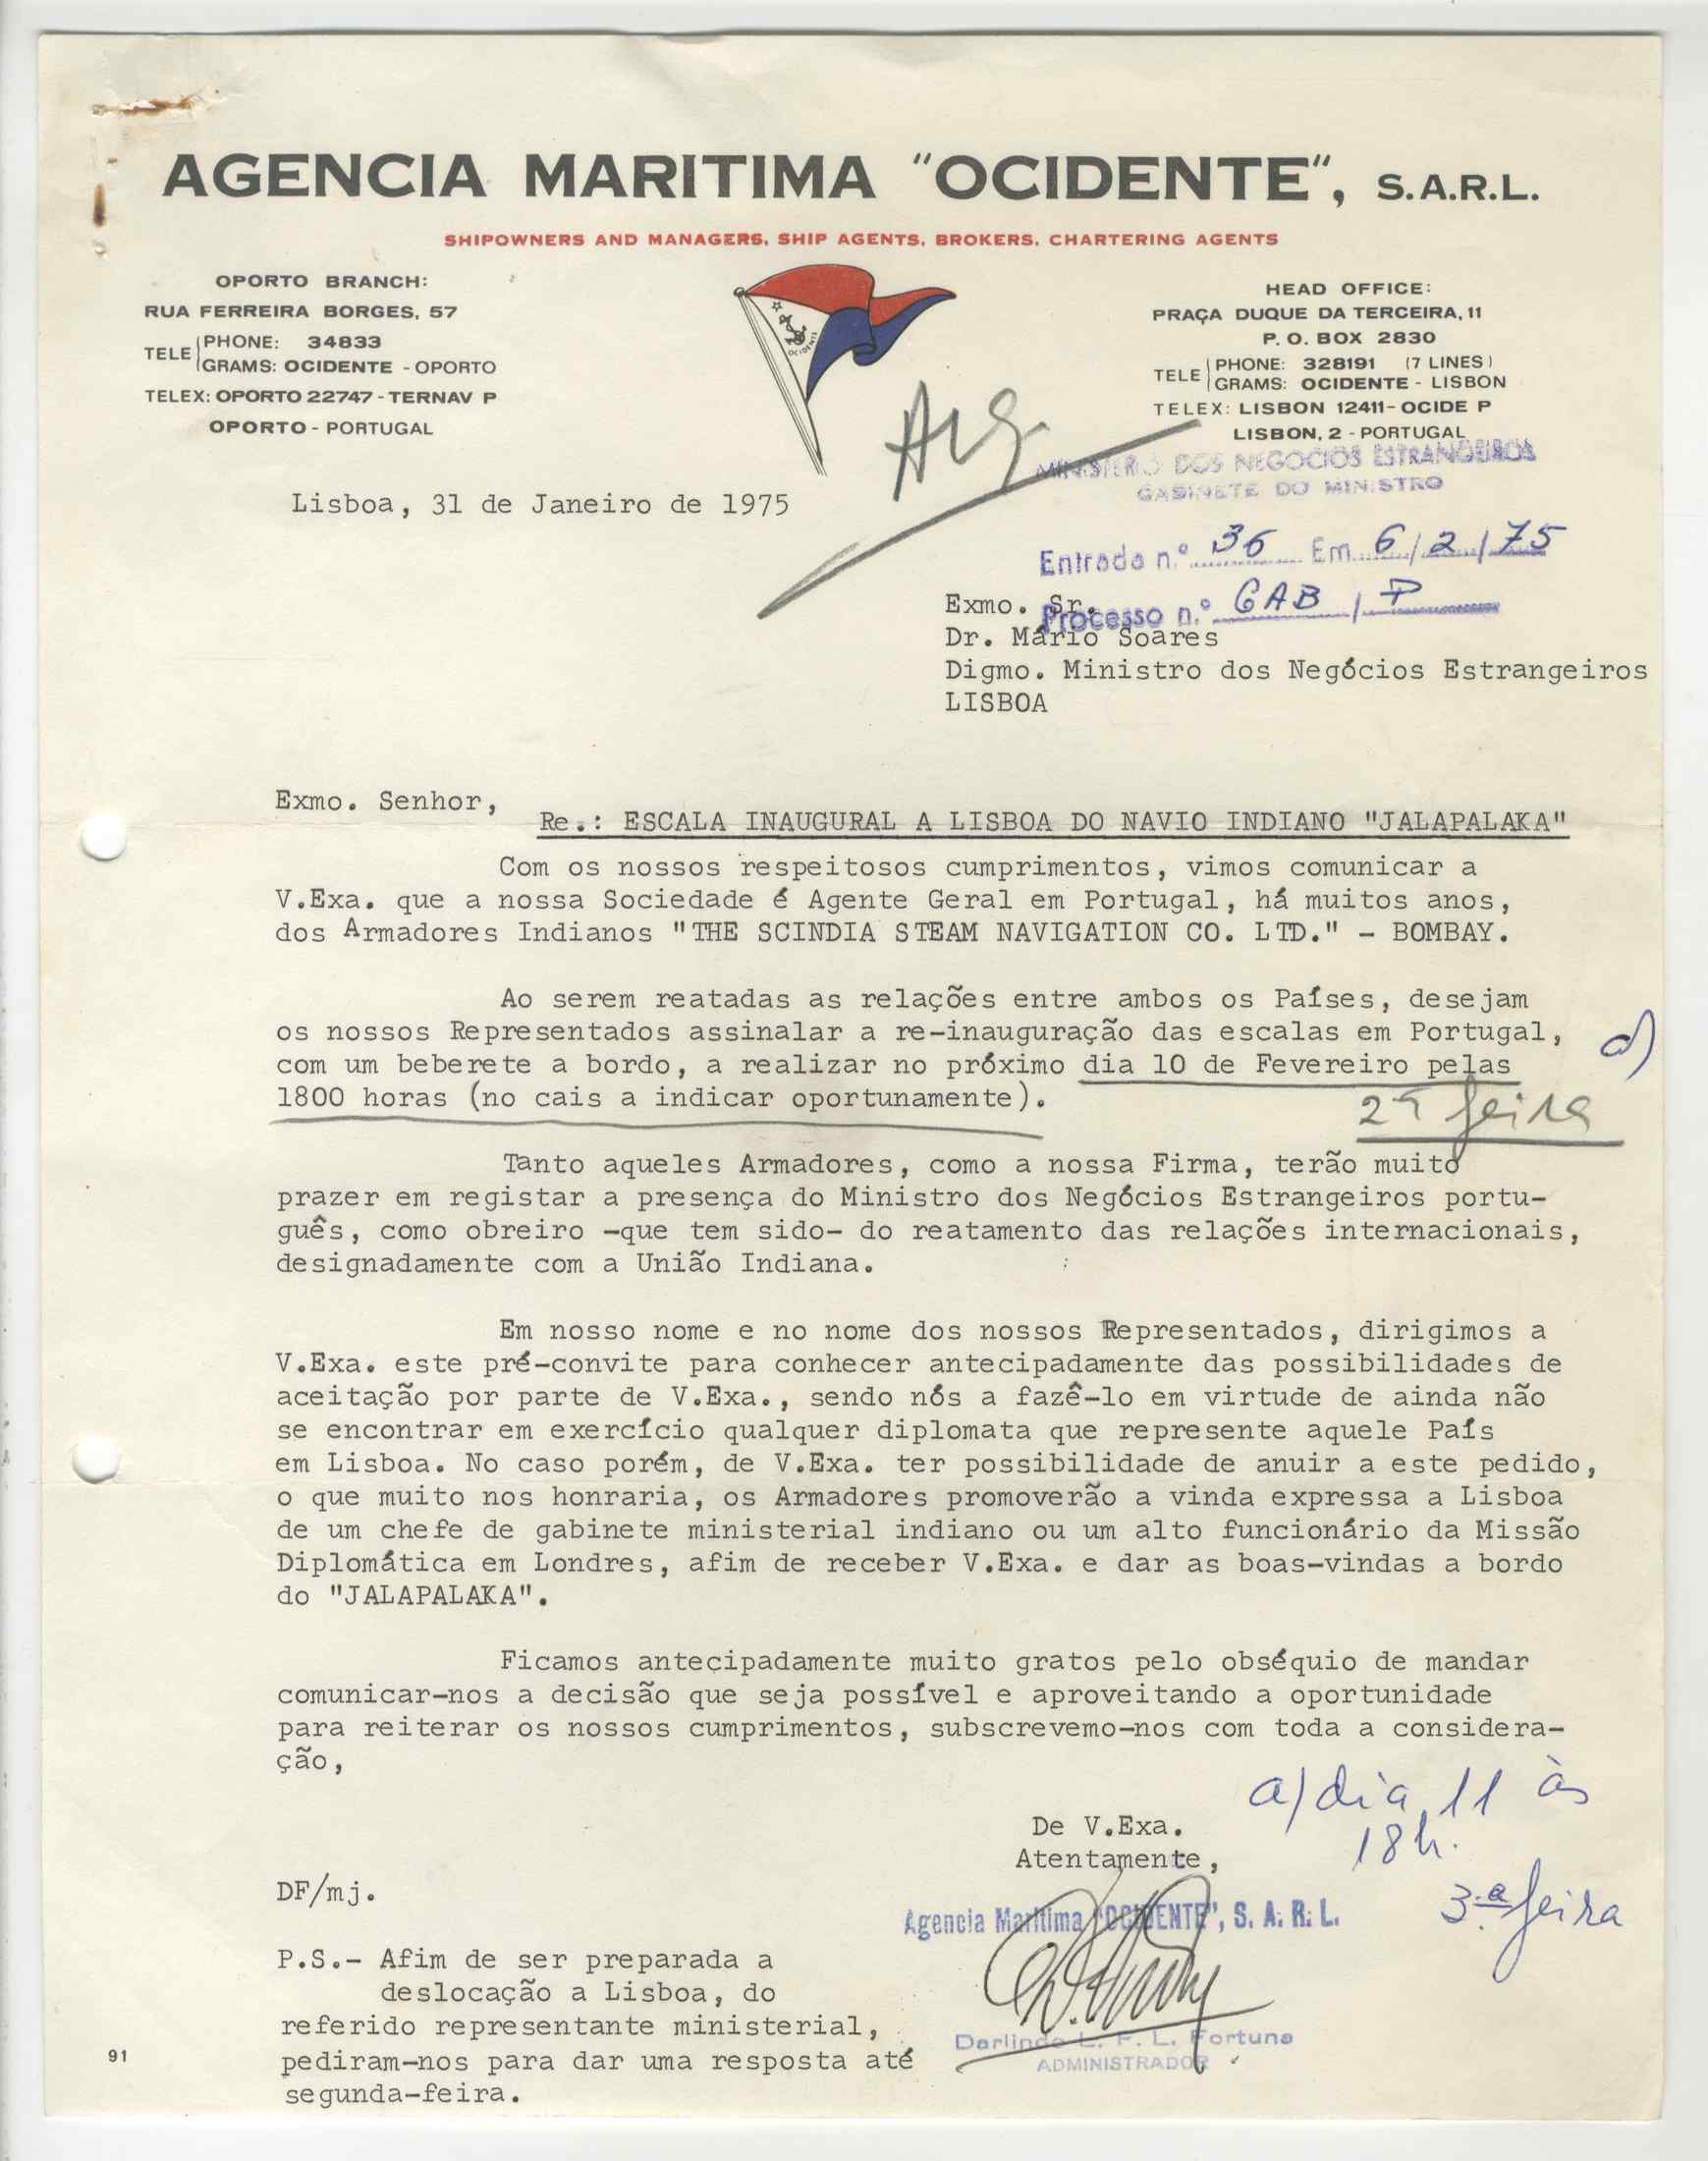 AGENCIA MARITIMA "OCIDENTE", S.A.R.L.
SHIPOWNERS AND MANAGERS, SHIP AGENTS, BROKERS, CHARTERING AGENTS
OPORTO BRANCH:
RUA FERREIRA BORGES, 57
TELE PHONE: 34833
GRAMS: OCIDENTE - OPORTO
TELEX: OPORTO 22747 - TERNAV P
OPORTO - PORTUGAL
OCIDENTE
HEAD OFFICE:
PRAÇA DUQUE DA TERCEIRA, 11
P. O. BOX 2830
TELE PHONE: 328191 (7 LINES)
GRAMS: OCIDENTE - LISBON
TELEX: LISBON 12411 - OCIDE P
LISBON, 2 - PORTUGAL
MINISTERIO DOS NEGOCIOS ESTRANGEIROS
GABINETE DO MINISTRO
Lisboa, 31 de Janeiro de 1975
Entrada n.º 36 Em 6/2/75
Processo n.º GAB / P
Exmo. Sr.
Dr. Mário Soares
Digmo. Ministro dos Negócios Estrangeiros
LISBOA
Exmo. Senhor,
Re.: ESCALA INAUGURAL A LISBOA DO NAVIO INDIANO "JALAPALAKA"
Com os nossos respeitosos cumprimentos, vimos comunicar a
V.Exa. que a nossa Sociedade é Agente Geral em Portugal, há muitos anos,
dos Armadores Indianos "THE SCINDIA STEAM NAVIGATION CO. LTD." - BOMBAY.
Ao serem reatadas as relações entre ambos os Países, desejam
os nossos Representados assinalar a re-inauguração das escalas em Portugal,
com um beberete a bordo, a realizar no próximo dia 10 de Fevereiro pelas
1800 horas (no cais a indicar oportunamente).
a)
2ª feira
Tanto aqueles Armadores, como a nossa Firma, terão muito
prazer em registar a presença do Ministro dos Negócios Estrangeiros portu-
guês, como obreiro -que tem sido- do reatamento das relações internacionais,
designadamente com a União Indiana.
Em nosso nome e no nome dos nossos Representados, dirigimos a
V.Exa. este pré-convite para conhecer antecipadamente das possibilidades de
aceitação por parte de V.Exa., sendo nós a fazê-lo em virtude de ainda não
se encontrar em exercício qualquer diplomata que represente aquele País
em Lisboa. No caso porém, de V.Exa. ter possibilidade de anuir a este pedido,
o que muito nos honraria, os Armadores promoverão a vinda expressa a Lisboa
de um chefe de gabinete ministerial indiano ou um alto funcionário da Missão
Diplomática em Londres, afim de receber V.Exa. e dar as boas-vindas a bordo
do "JALAPALAKA".
Ficamos antecipadamente muito gratos pelo obséquio de mandar
comunicar-nos a decisão que seja possível e aproveitando a oportunidade
para reiterar os nossos cumprimentos, subscrevemo-nos com toda a considera-
ção,
a) dia 11 às
18h.
3.ª feira
De V.Exa.
Atentamente,
DF/mj.
Agencia Maritima "OCIDENTE", S. A. R. L.
Darlindo L. F. L. Fortuna
ADMINISTRADOR
P.S.- Afim de ser preparada a
deslocação a Lisboa, do
referido representante ministerial,
pediram-nos para dar uma resposta até
segunda-feira.
91